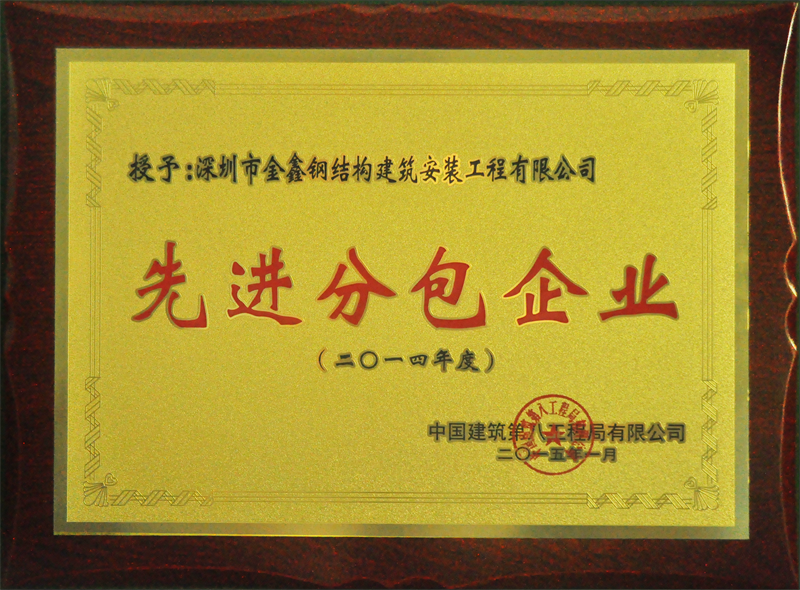 授予:深圳市金鑫钢结构建筑安装工程有限公司
先进分包企业
(二〇一四年度)
中国建筑第八工程局有限公司
二〇一五年一月